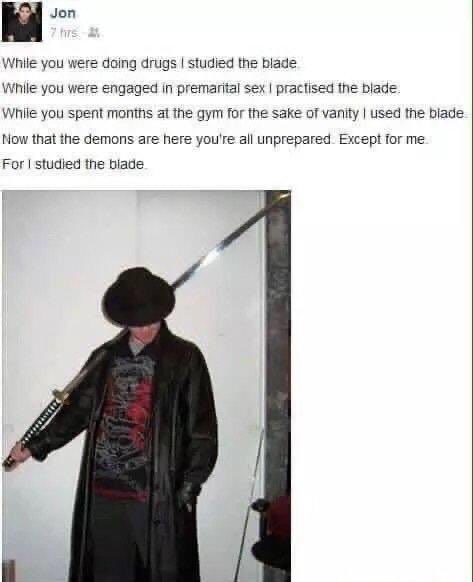 Jon
7 hrs ·
While you were doing drugs I studied the blade.
While you were engaged in premarital sex I practised the blade.
While you spent months at the gym for the sake of vanity I used the blade.
Now that the demons are here you're all unprepared. Except for me.
For I studied the blade.